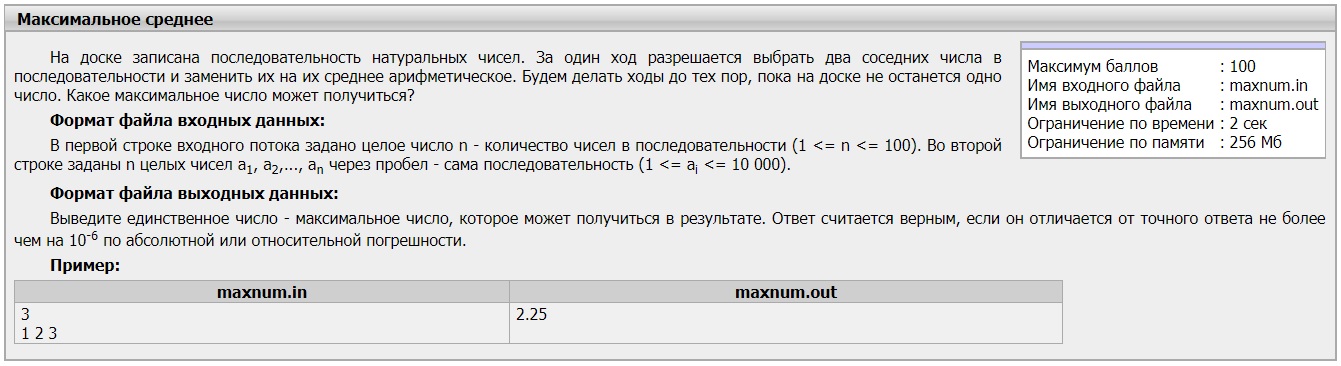 Максимальное среднее
На доске записана последовательность натуральных чисел. За один ход разрешается выбрать два соседних числа в
последовательности и заменить их на их среднее арифметическое. Будем делать ходы до тех пор, пока на доске не останется одно
число. Какое максимальное число может получиться?
Максимум баллов : 100
Имя входного файла : maxnum.in
Имя выходного файла : maxnum.out
Ограничение по времени : 2 сек
Ограничение по памяти : 256 Мб
Формат файла входных данных:
В первой строке входного потока задано целое число n - количество чисел в последовательности (1 <= n <= 100). Во второй
строке заданы n целых чисел a1, a2,..., an через пробел - сама последовательность (1 <= ai <= 10 000).
Формат файла выходных данных:
Выведите единственное число - максимальное число, которое может получиться в результате. Ответ считается верным, если он отличается от точного ответа не более
чем на 10-6 по абсолютной или относительной погрешности.
Пример:
maxnum.in maxnum.out
3 2.25
1 2 3